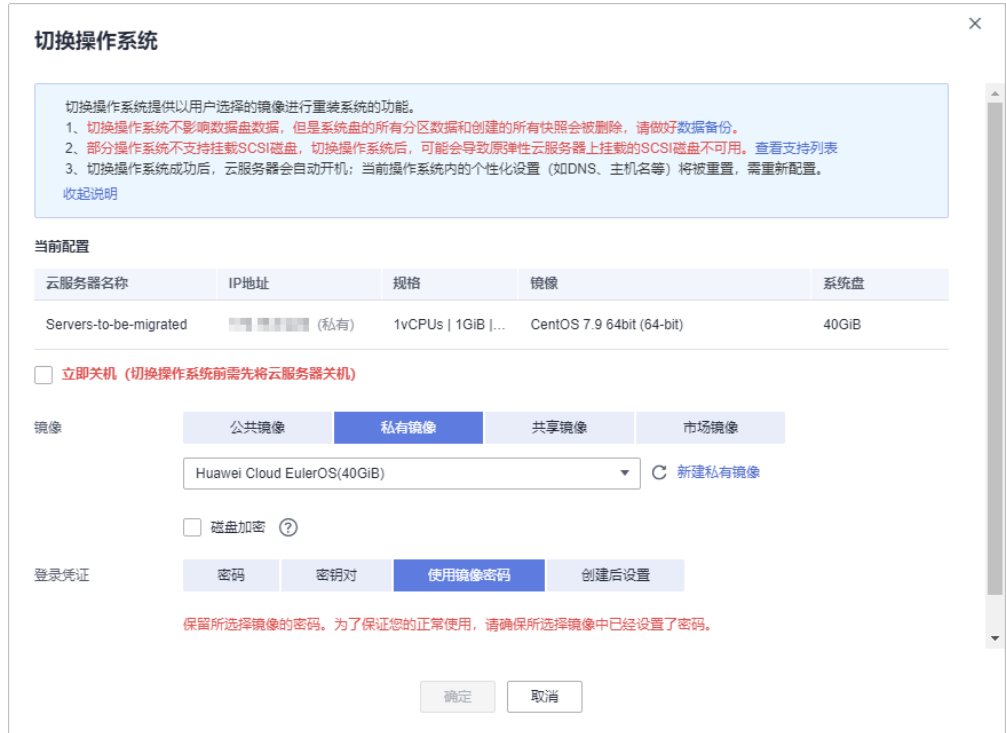 切换操作系统
切换操作系统提供以用户选择的镜像进行重装系统的功能。
1、切换操作系统不影响数据盘数据，但是系统盘的所有分区数据和创建的所有快照会被删除，请做好数据备份。
2、部分操作系统不支持挂载SCSI磁盘，切换操作系统后，可能会导致原弹性云服务器上挂载的SCSI磁盘不可用。查看支持列表
3、切换操作系统成功后，云服务器会自动开机；当前操作系统内的个性化设置（如DNS、主机名等）将被重置，需重新配置。
收起说明
当前配置
云服务器名称 IP地址 规格 镜像 系统盘
Servers-to-be-migrated (私有) 1vCPUs | 1GiB |... CentOS 7.9 64bit (64-bit) 40GiB
立即关机（切换操作系统前需先将云服务器关机）
镜像 公共镜像 私有镜像 共享镜像 市场镜像
Huawei Cloud EulerOS(40GiB) 新建私有镜像
磁盘加密 ?
登录凭证 密码 密钥对 使用镜像密码 创建后设置
保留所选择镜像的密码。为了保证您的正常使用，请确保所选择镜像中已经设置了密码。
确定 取消